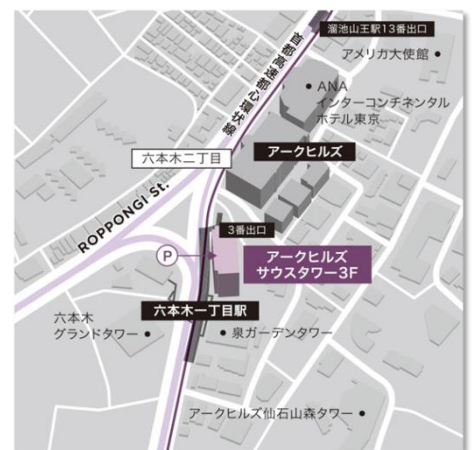 溜池山王駅13番出口
アメリカ大使館
首都高速都心環状線
ANA
インターコンチネンタル
ホテル東京
アークヒルズ
六本木二丁目
ROPPONGI St.
3番出口
P
アークヒルズ
サウスタワー3F
六本木一丁目駅
六本木
グランドタワー
泉ガーデンタワー
アークヒルズ仙石山森タワー